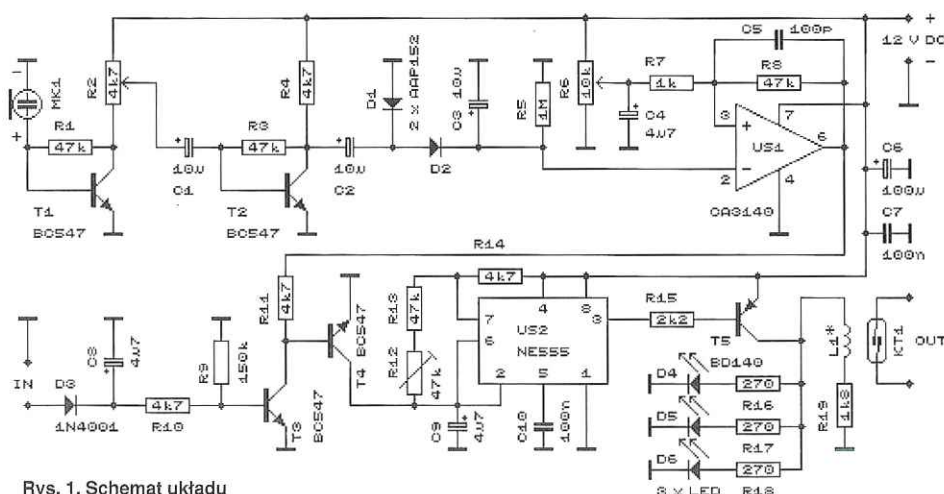 C5
100p
+
12 V DC
-
-
MK1
+
R2
4k7
R4
4k7
D1
2 x AAP152
C3 10u
R5
1M
R6
10k
R7
1k
R8
47k
C4
4u7
3
+
7
US1
6
-
2
4
CA3140
C6
100u
C7
100n
R1
47k
10u
C1
R3
47k
10u
C2
D2
T1
BC547
T2
BC547
R14
4k7
R11
4k7
R13
47k
R12
47k
BC547
T4
4
8
7
US2
3
6
NE555
2
5
1
R15
2k2
T5
BD140
L1*
KT1
OUT
IN
D3
1N4001
C8
4u7
4k7
R10
R9
150k
T3
BC547
C9
4u7
C10
100n
D4
270
R16
D5
270
R17
D6
270
R18
3 x LED
R19
1k8
Rys. 1. Schemat układu